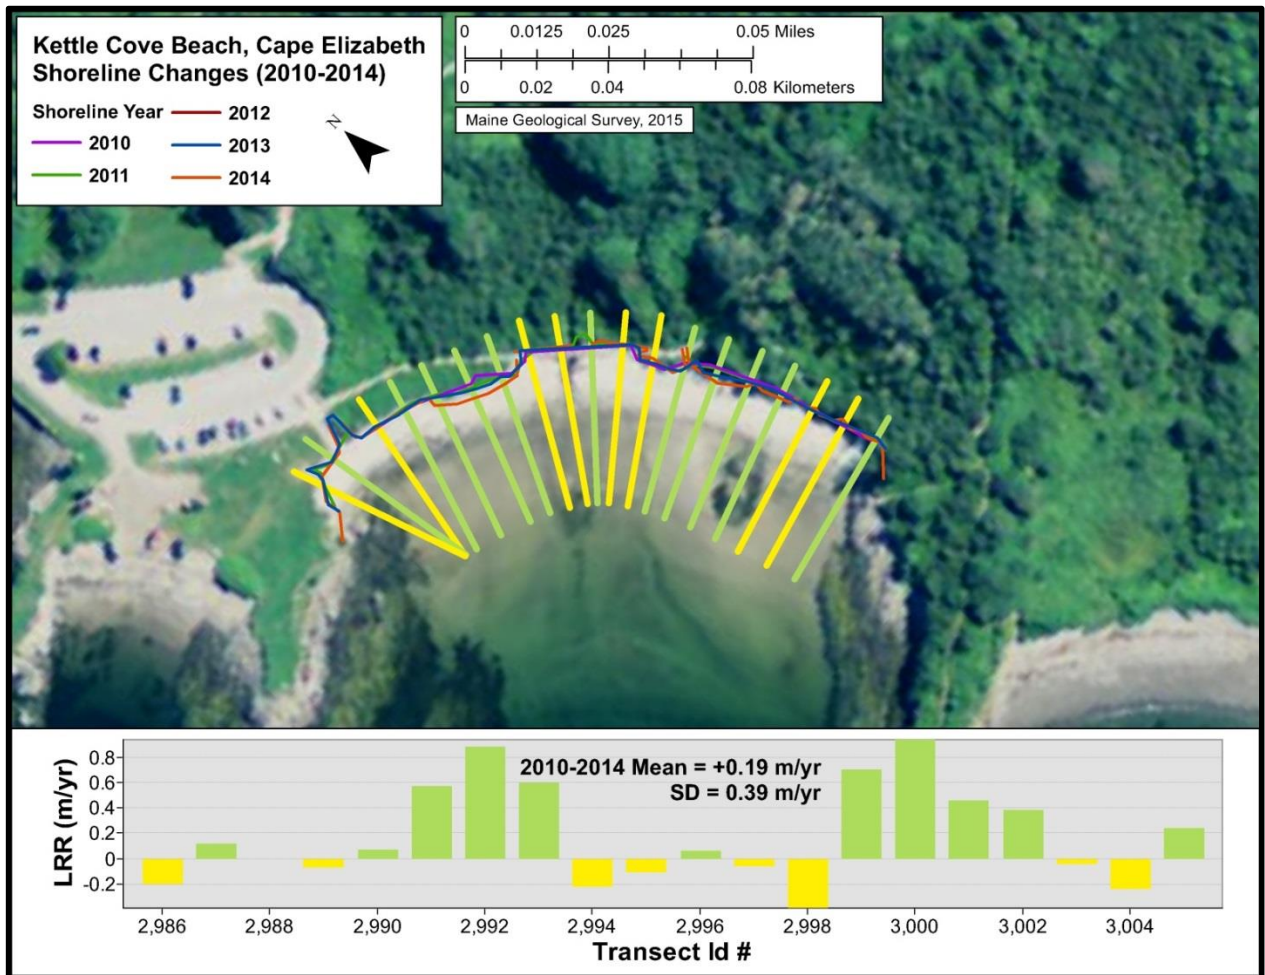 Kettle Cove Beach, Cape Elizabeth
Shoreline Changes (2010-2014)
Shoreline Year
2010
2011
2012
2013
2014
N
0 0.0125 0.025 0.05 Miles
0 0.02 0.04 0.08 Kilometers
Maine Geological Survey, 2015
2010-2014 Mean = +0.19 m/yr
SD = 0.39 m/yr
LRR (m/yr)
0.8
0.6
0.4
0.2
0
-0.2
2,986 2,988 2,990 2,992 2,994 2,996 2,998 3,000 3,002 3,004
Transect Id #